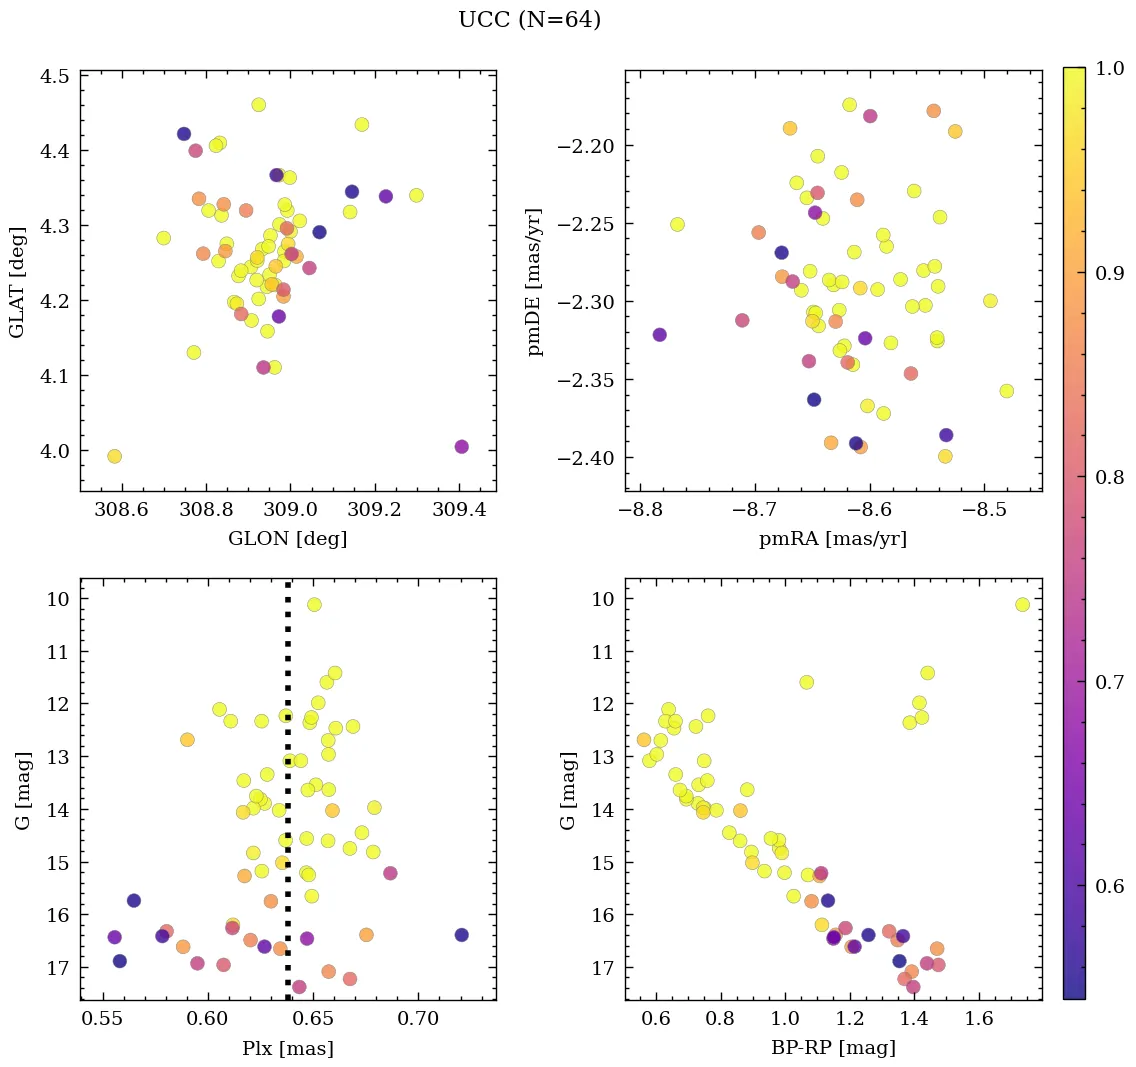 UCC (N=64)
4.5
4.4
4.3
4.2
4.1
4.0
GLAT [deg]
308.6 308.8 309.0 309.2 309.4
GLON [deg]
−2.20
−2.25
−2.30
−2.35
−2.40
pmDE [mas/yr]
−8.8 −8.7 −8.6 −8.5
pmRA [mas/yr]
10
11
12
13
14
15
16
17
G [mag]
0.55 0.60 0.65 0.70
Plx [mas]
10
11
12
13
14
15
16
17
G [mag]
0.6 0.8 1.0 1.2 1.4 1.6
BP-RP [mag]
1.0
0.9
0.8
0.7
0.6